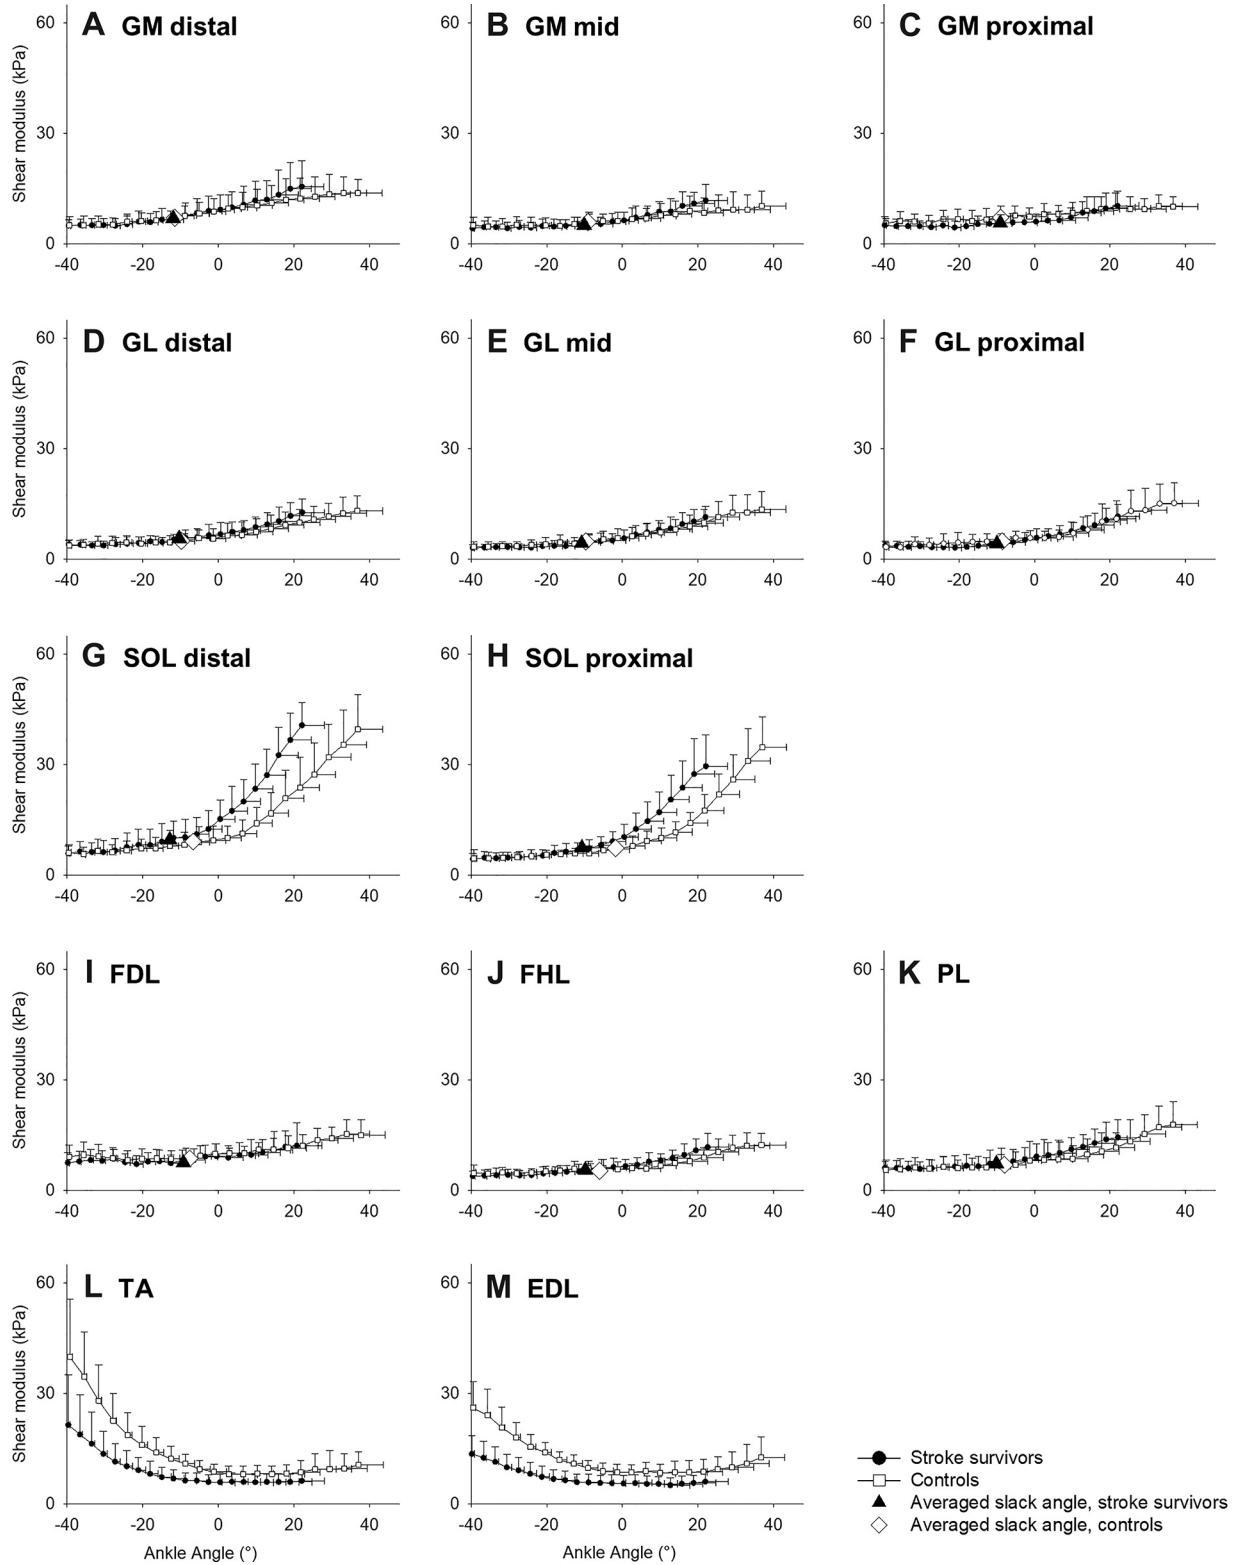 A GM distal
B GM mid
C GM proximal
Shear modulus (kPa)
60
30
0
-40 -20 0 20 40
60
30
0
-40 -20 0 20 40
60
30
0
-40 -20 0 20 40
D GL distal
E GL mid
F GL proximal
Shear modulus (kPa)
60
30
0
-40 -20 0 20 40
60
30
0
-40 -20 0 20 40
60
30
0
-40 -20 0 20 40
G SOL distal
H SOL proximal
Shear modulus (kPa)
60
30
0
-40 -20 0 20 40
60
30
0
-40 -20 0 20 40
I FDL
J FHL
K PL
Shear modulus (kPa)
60
30
0
-40 -20 0 20 40
60
30
0
-40 -20 0 20 40
60
30
0
-40 -20 0 20 40
L TA
M EDL
Shear modulus (kPa)
60
30
0
-40 -20 0 20 40
Ankle Angle (°)
60
30
0
-40 -20 0 20 40
Ankle Angle (°)
Stroke survivors
Controls
Averaged slack angle, stroke survivors
Averaged slack angle, controls